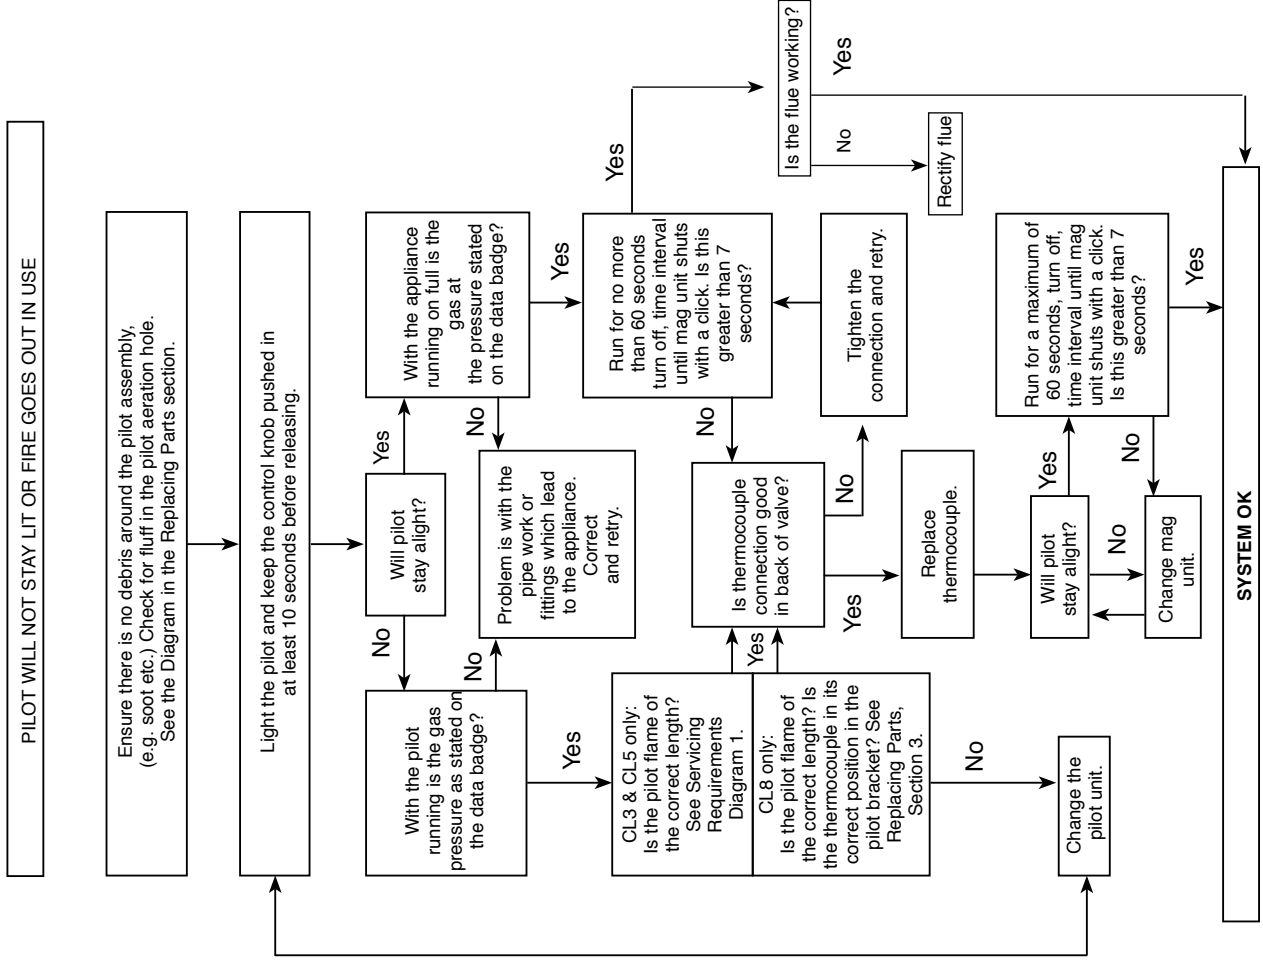 PILOT WILL NOT STAY LIT OR FIRE GOES OUT IN USE
Ensure there is no debris around the pilot assembly,
(e.g. soot etc.) Check for fluff in the pilot aeration hole.
See the Diagram in the Replacing Parts section.
Light the pilot and keep the control knob pushed in
at least 10 seconds before releasing.
Will pilot
stay alight?
No
Yes
With the pilot
running is the gas
pressure as stated on
the data badge?
No
Yes
With the appliance
running on full is the
gas at
the pressure stated
on the data badge?
No
Yes
Problem is with the
pipe work or
fittings which lead
to the appliance.
Correct
and retry.
CL3 & CL5 only:
Is the pilot flame of
the correct length?
See Servicing
Requirements
Diagram 1.
CL8 only:
Is the pilot flame of
the correct length? Is
the thermocouple in its
correct position in the
pilot bracket? See
Replacing Parts,
Section 3.
Yes
No
Change the
pilot unit.
Run for no more
than 60 seconds
turn off, time interval
until mag unit shuts
with a click. Is this
greater than 7
seconds?
No
Yes
Is thermocouple
connection good
in back of valve?
Yes
No
Tighten the
connection and retry.
Is the flue working?
No
Yes
Rectify flue
Replace
thermocouple.
Will pilot
stay alight?
No
Yes
Change mag
unit.
Run for a maximum of
60 seconds, turn off,
time interval until mag
unit shuts with a click.
Is this greater than 7
seconds?
No
Yes
SYSTEM OK